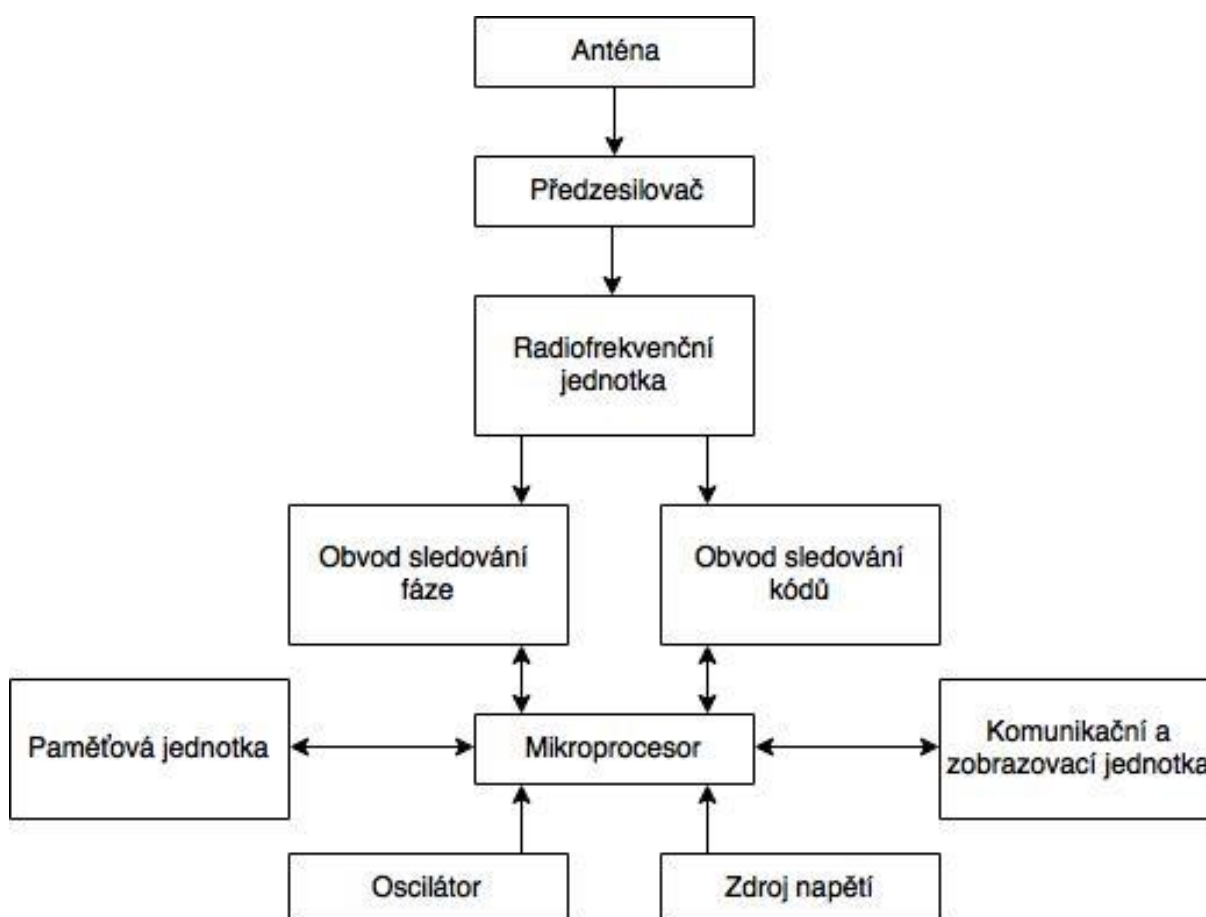 Anténa
Předzesilovač
Radiofrekvenční
jednotka
Obvod sledování
fáze
Obvod sledování
kódů
Paměťová jednotka
Mikroprocesor
Komunikační a
zobrazovací jednotka
Oscilátor
Zdroj napětí